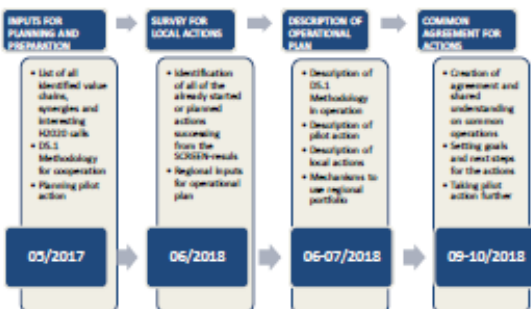 INPUTS FOR
PLANNING AND
PREPARATION
• List of all
identified value
chains,
synergies and
interesting
H2020 calls
• D5.1
Methodology
for cooperation
• Planning pilot
action
05/2017
SURVEY FOR
LOCAL ACTIONS
• Identification
of all of the
already started
or planned
actions
successing
from the
SCREEN-results
• Regional inputs
for operational
plan
06/2018
DESCRIPTION OF
OPERATIONAL
PLAN
• Description of
D5.1
Methodology
in operation
• Description of
pilot action
• Description of
local actions
• Mechanisms to
use regional
portfolio
06-07/2018
COMMON
AGREEMENT FOR
ACTIONS
• Creation of
agreement and
shared
understanding
on common
operations
• Setting goals
and next steps
for the actions
• Taking pilot
action further
09-10/2018